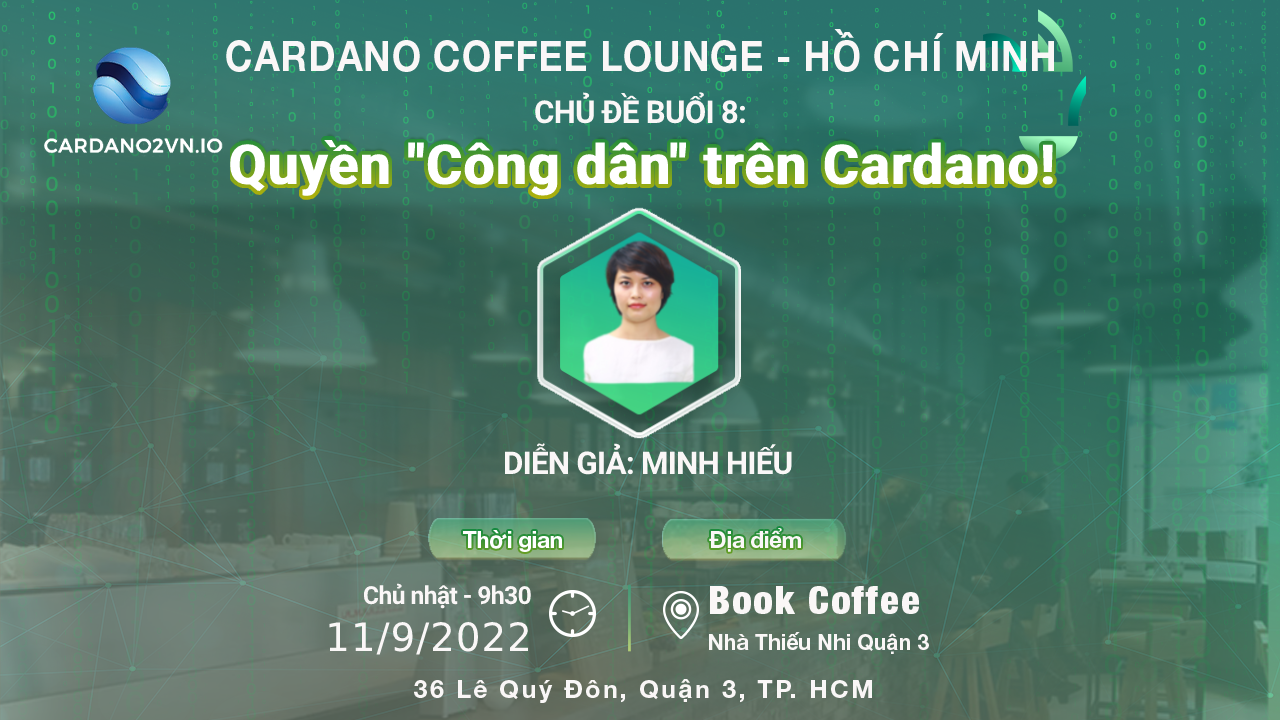 CARDANO COFFEE LOUNGE - HỒ CHÍ MINH
CHỦ ĐỀ BUỔI 8:
CARDANO2VN.IO
Quyền "Công dân" trên Cardano!
DIỄN GIẢ: MINH HIẾU
Thời gian
Địa điểm
Chủ nhật - 9h30
11/9/2022
Book Coffee
Nhà Thiếu Nhi Quận 3
36 Lê Quý Đôn, Quận 3, TP. HCM